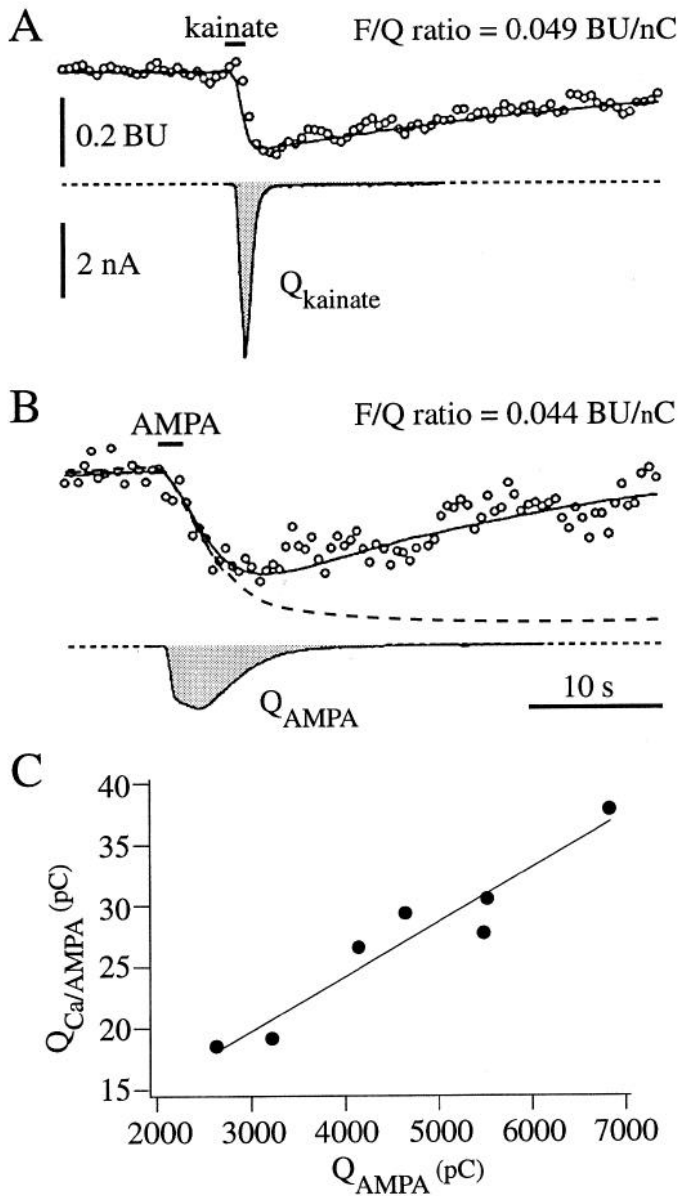 A
kainate
F/Q ratio = 0.049 BU/nC
0.2 BU
2 nA
Qkainate
B
AMPA
F/Q ratio = 0.044 BU/nC
QAMPA
10 s
C
40
35
30
25
20
15
QCa/AMPA (pC)
2000 3000 4000 5000 6000 7000
QAMPA (pC)